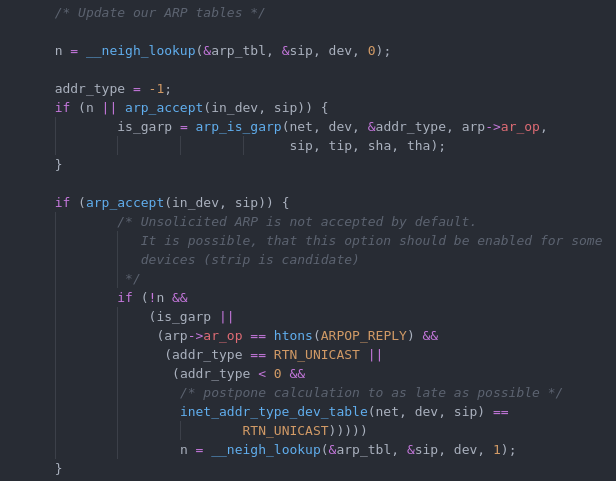 /* Update our ARP tables */
n = __neigh_lookup(&arp_tbl, &sip, dev, 0);
addr_type = -1;
if (n || arp_accept(in_dev, sip)) {
is_garp = arp_is_garp(net, dev, &addr_type, arp->ar_op,
sip, tip, sha, tha);
}
if (arp_accept(in_dev, sip)) {
/* Unsolicited ARP is not accepted by default.
It is possible, that this option should be enabled for some
devices (strip is candidate)
*/
if (!n &&
(is_garp ||
(arp->ar_op == htons(ARPOP_REPLY) &&
(addr_type == RTN_UNICAST ||
(addr_type < 0 &&
/* postpone calculation to as late as possible */
inet_addr_type_dev_table(net, dev, sip) ==
RTN_UNICAST)))))
n = __neigh_lookup(&arp_tbl, &sip, dev, 1);
}